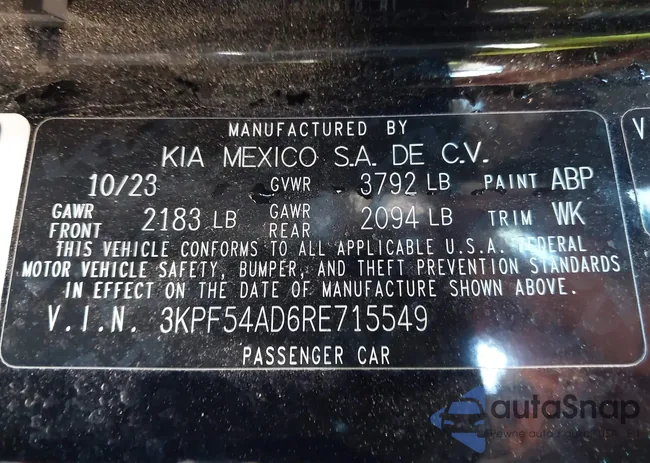 MANUFACTURED BY
KIA MEXICO S.A. DE C.V.
10/23 GVWR 3792 LB PAINT ABP
GAWR FRONT 2183 LB GAWR REAR 2094 LB TRIM WK
THIS VEHICLE CONFORMS TO ALL APPLICABLE U.S.A. FEDERAL
MOTOR VEHICLE SAFETY, BUMPER, AND THEFT PREVENTION STANDARDS
IN EFFECT ON THE DATE OF MANUFACTURE SHOWN ABOVE.
V.I.N. 3KPF54AD6RE715549
PASSENGER CAR
V
autaSnap